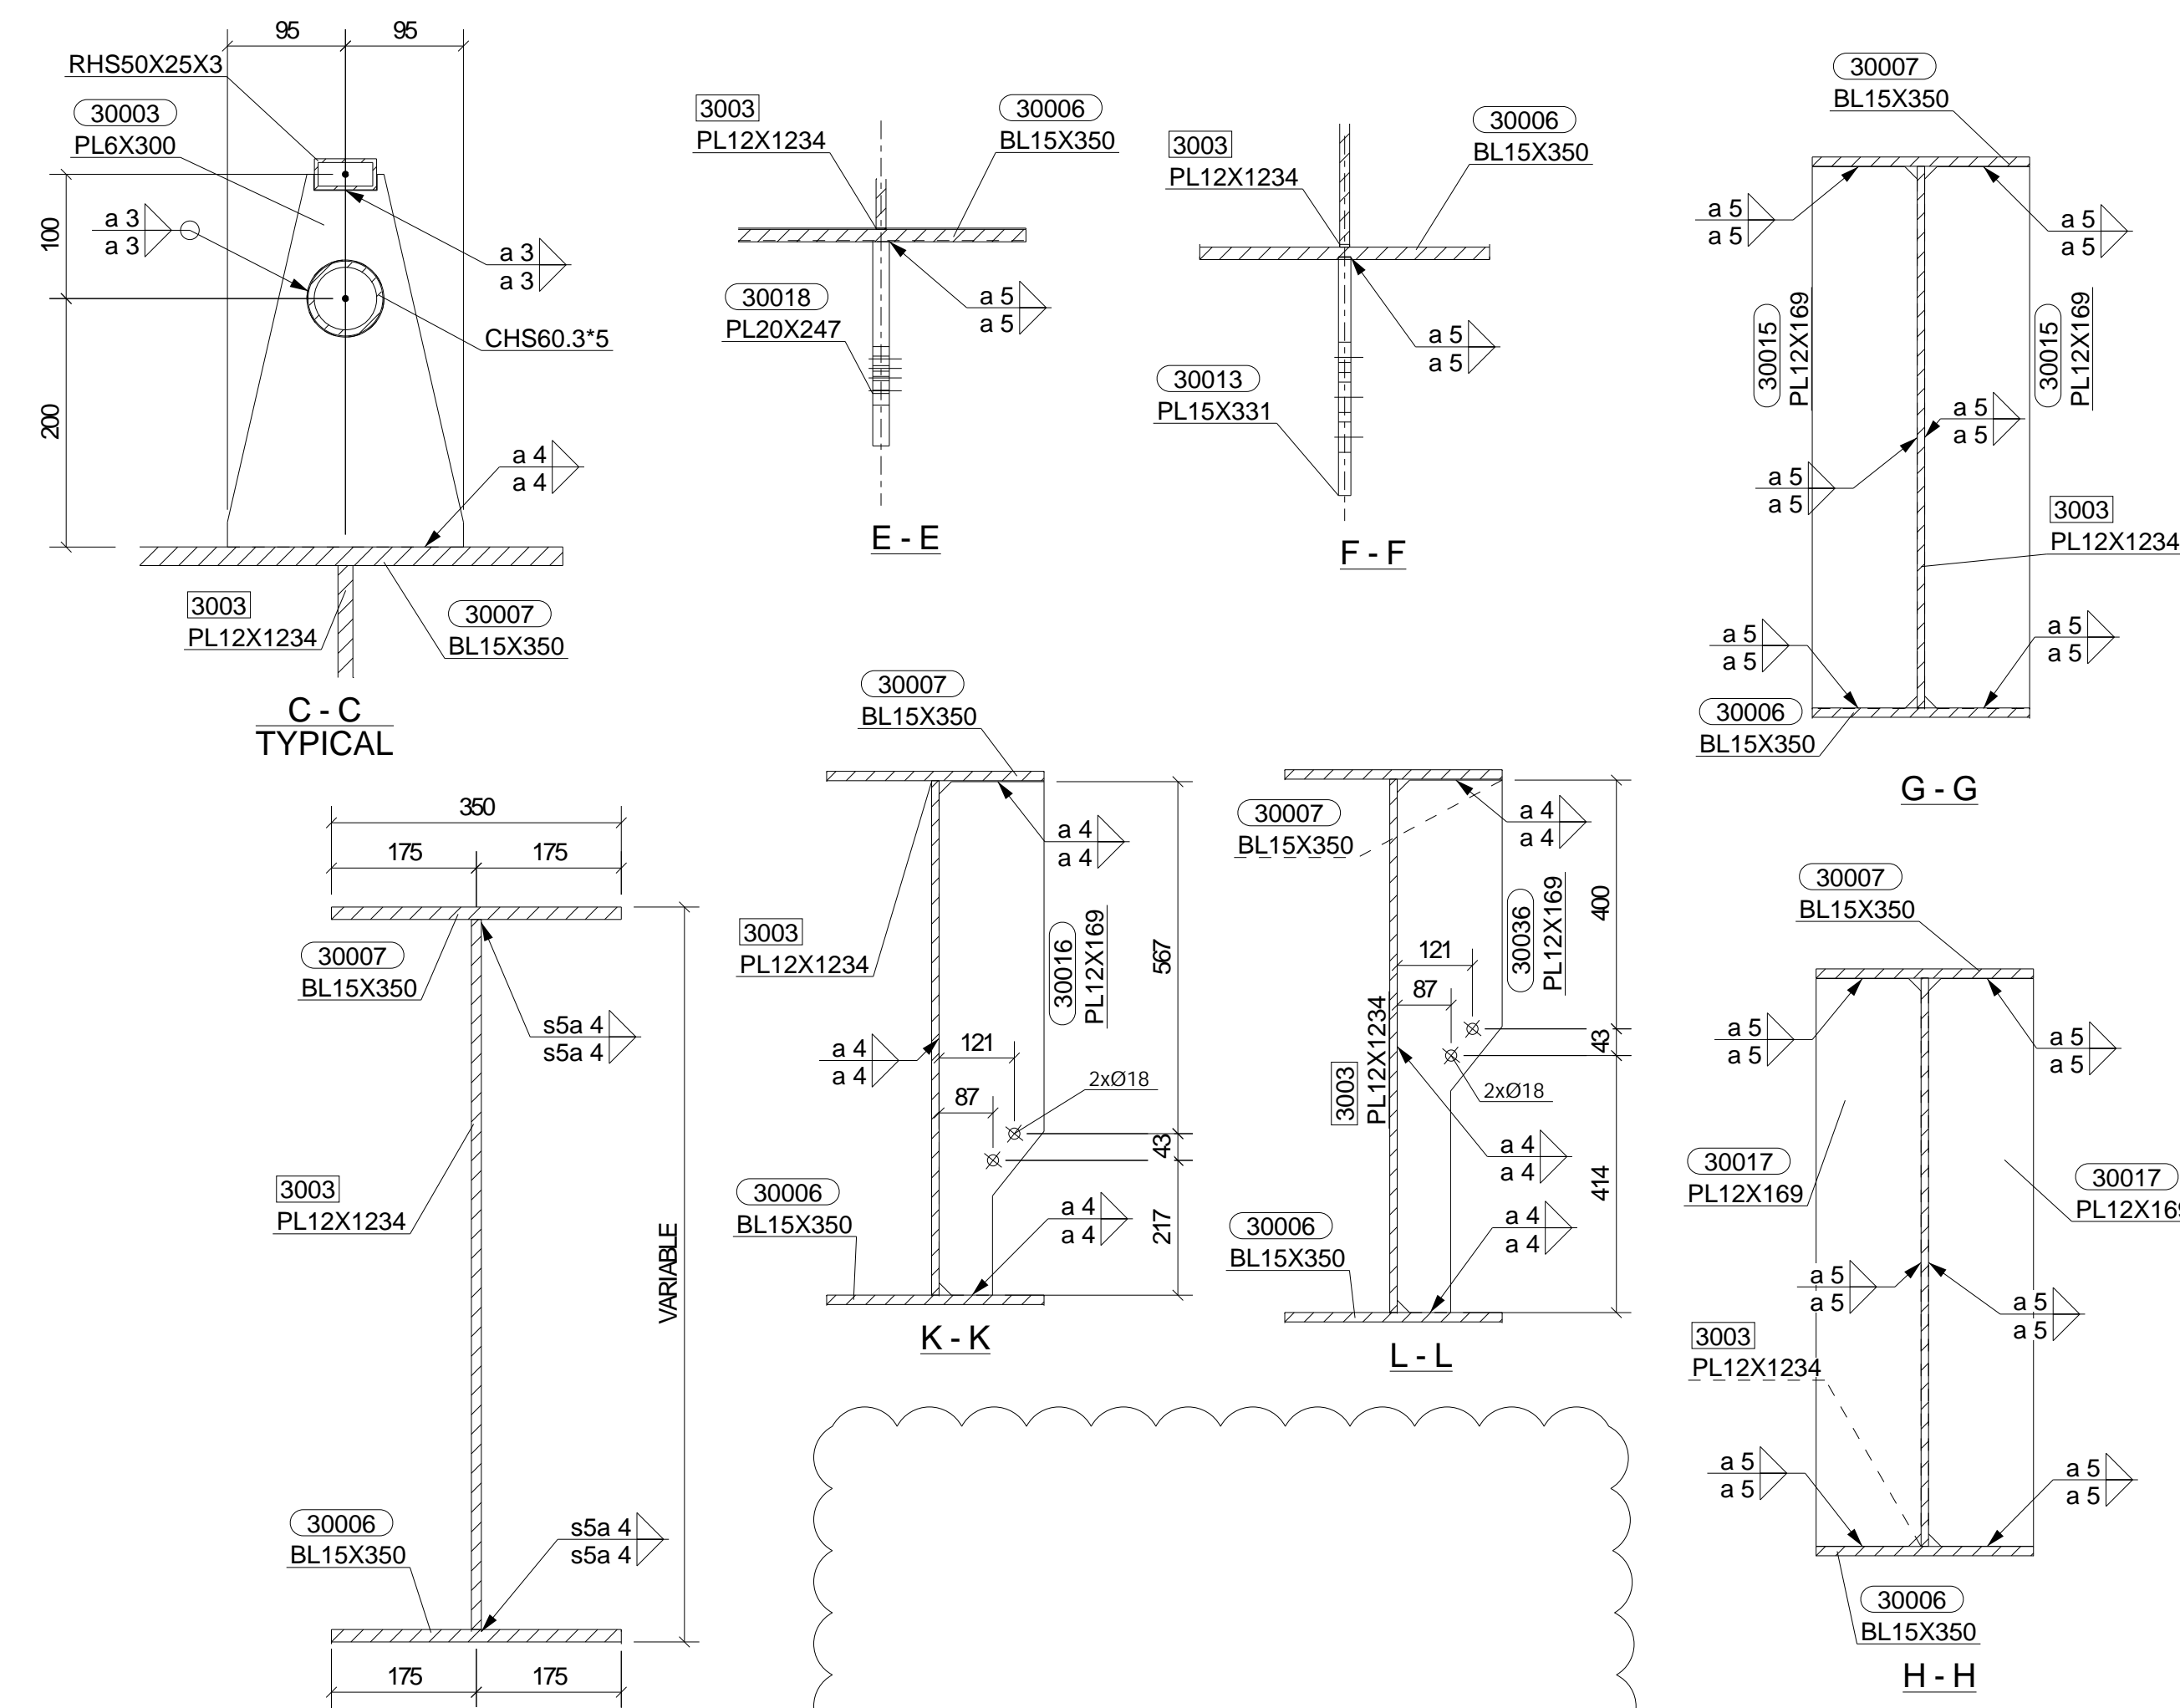 95
95
RHS50X25X3
30003
PL6X300
100
a 3
a 3
a 3
a 3
CHS60.3*5
200
a 4
a 4
3003
PL12X1234
30007
BL15X350
C - C
TYPICAL
3003
PL12X1234
30006
BL15X350
30018
PL20X247
a 5
a 5
E - E
3003
PL12X1234
30006
BL15X350
a 5
a 5
30013
PL15X331
F - F
30007
BL15X350
a 5
a 5
a 5
a 5
30015
PL12X169
30015
PL12X169
a 5
a 5
a 5
a 5
3003
PL12X1234
a 5
a 5
a 5
a 5
30006
BL15X350
G - G
350
175
175
30007
BL15X350
s5a 4
s5a 4
3003
PL12X1234
VARIABLE
30006
BL15X350
s5a 4
s5a 4
175
175
30007
BL15X350
a 4
a 4
3003
PL12X1234
30016
PL12X169
567
a 4
a 4
121
87
2xØ18
43
30006
BL15X350
a 4
a 4
217
K - K
30007
BL15X350
a 4
a 4
30036
PL12X169
400
121
87
43
2xØ18
3003
PL12X1234
a 4
a 4
414
30006
BL15X350
a 4
a 4
L - L
30007
BL15X350
a 5
a 5
a 5
a 5
30017
PL12X169
30017
PL12X169
a 5
a 5
a 5
a 5
3003
PL12X1234
a 5
a 5
a 5
a 5
30006
BL15X350
H - H